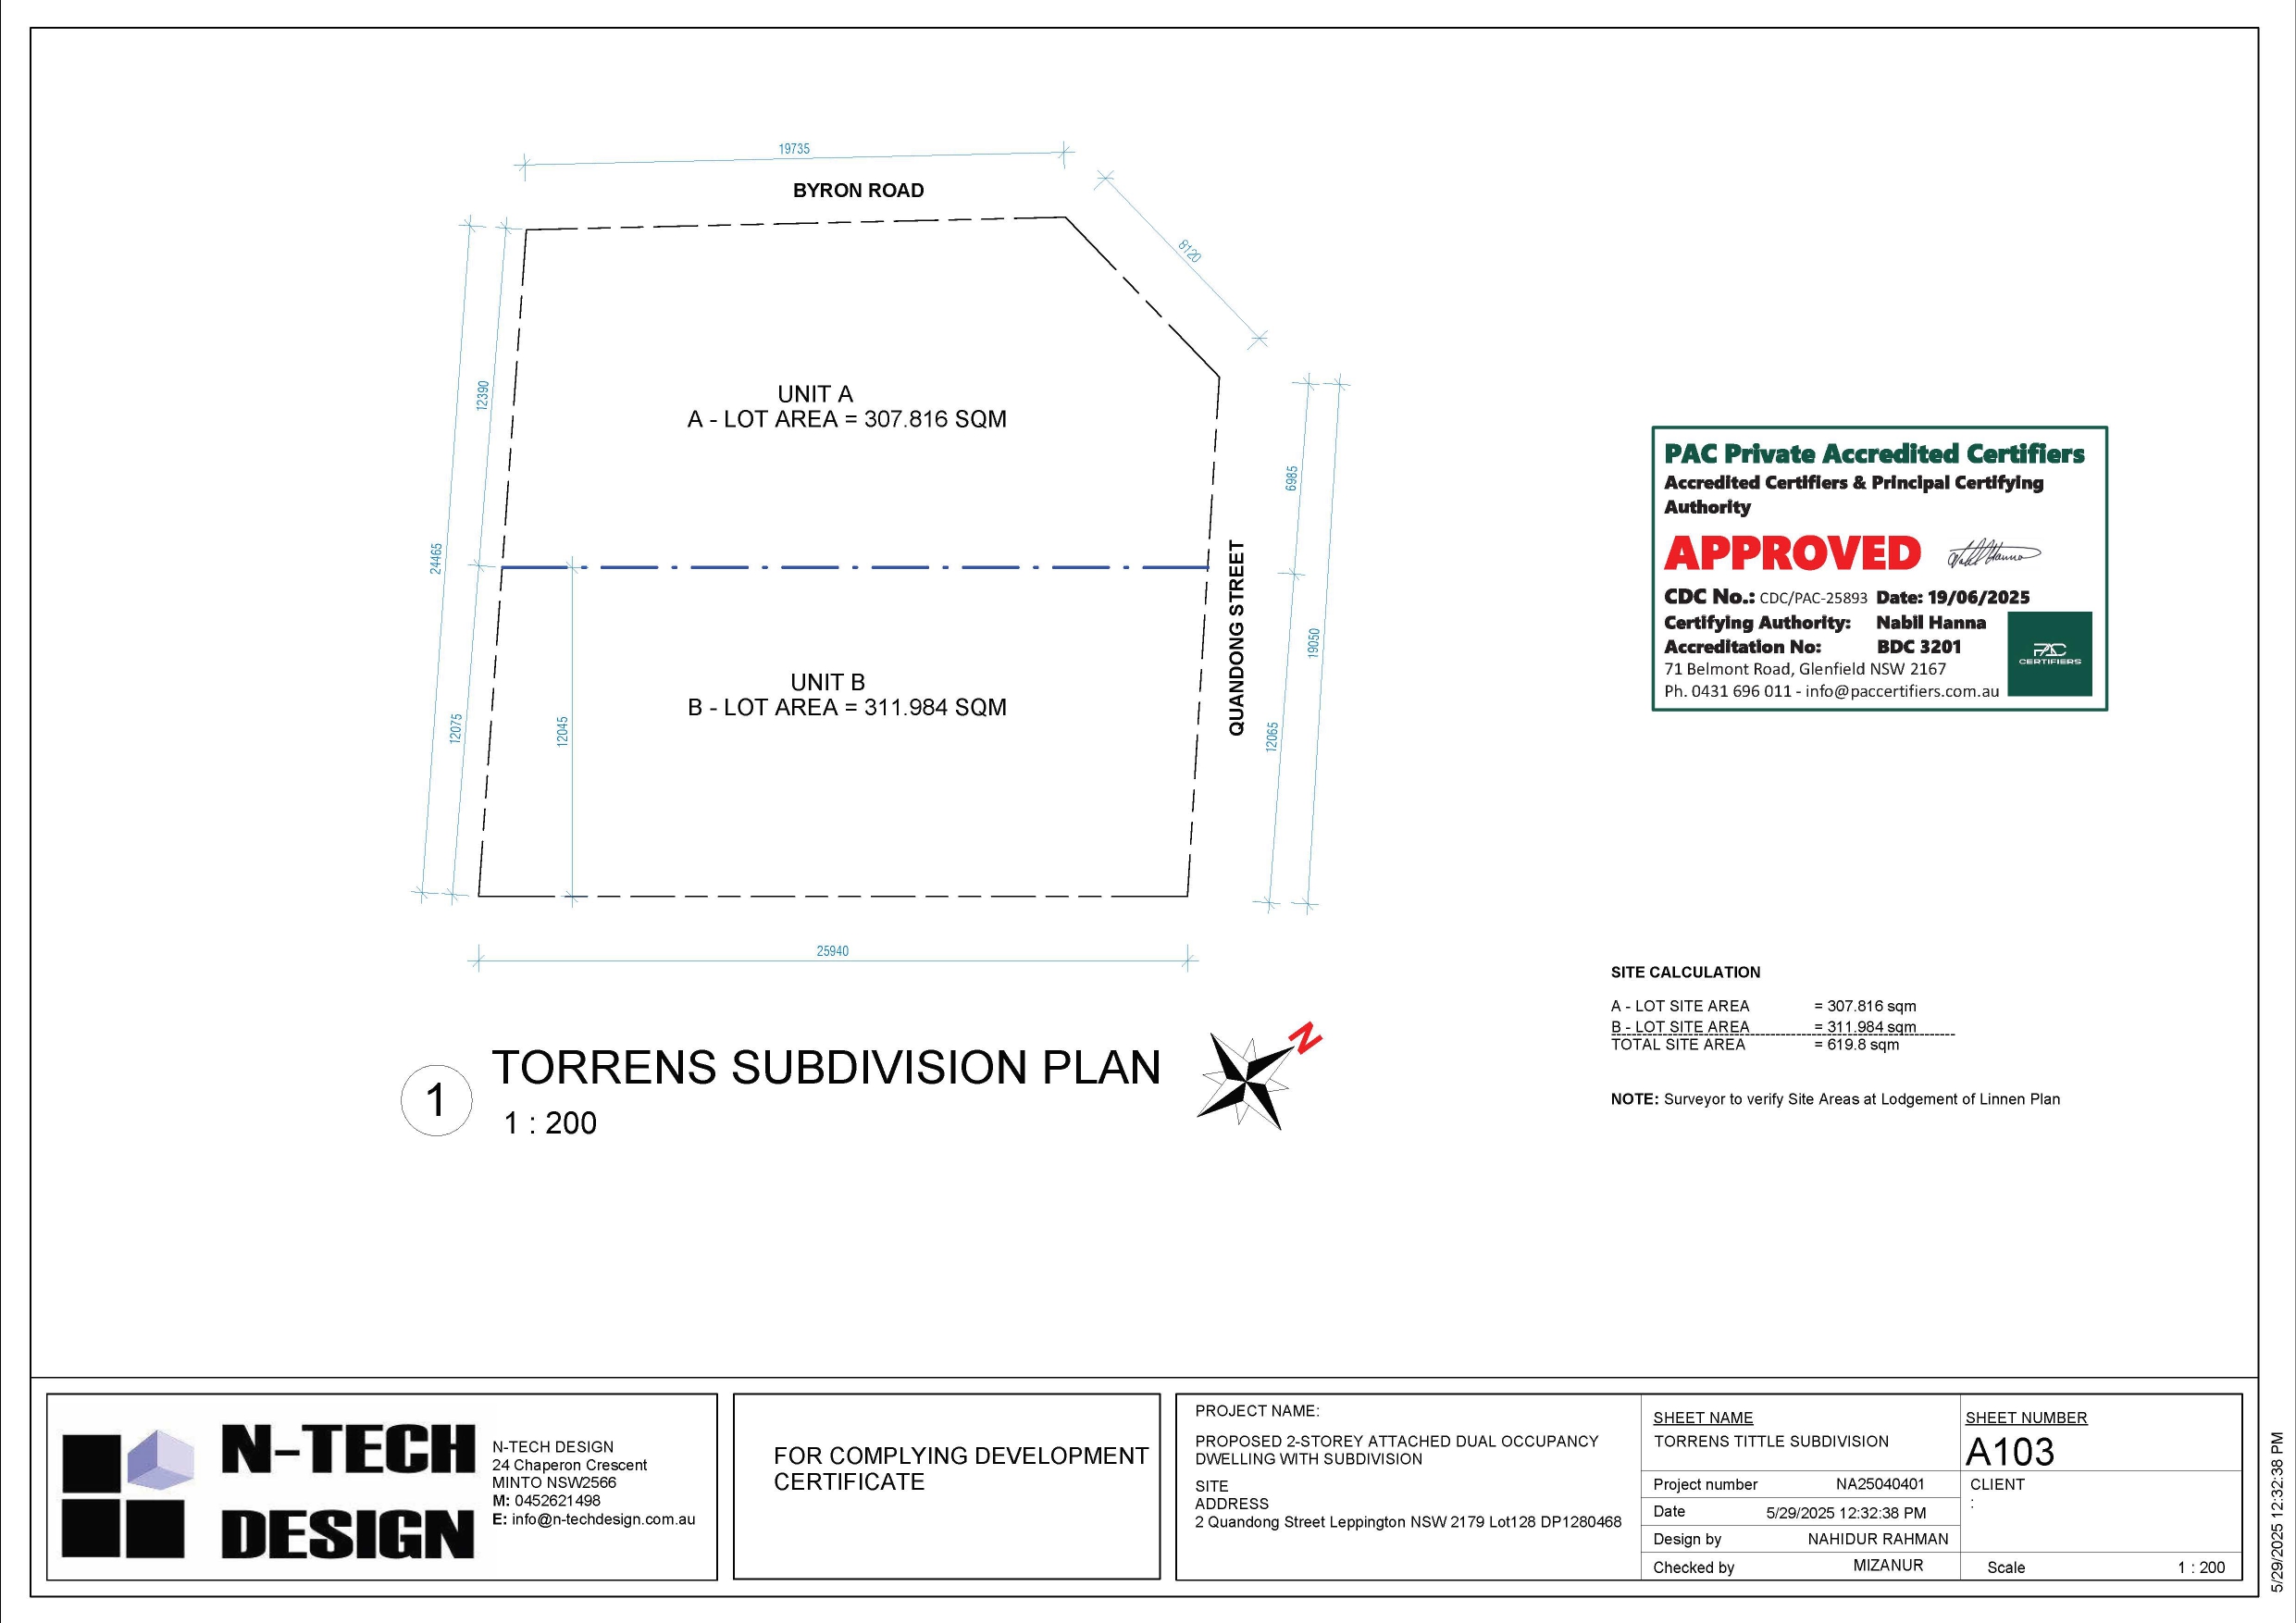 19735
BYRON ROAD
8120
12390
24465
12075
12045
UNIT A
A - LOT AREA = 307.816 SQM
6985
19050
12065
QUANDONG STREET
UNIT B
B - LOT AREA = 311.984 SQM
25940
1
TORRENS SUBDIVISION PLAN
1 : 200
N
PAC Private Accredited Certifiers
Accredited Certifiers & Principal Certifying
Authority
APPROVED
CDC No.: CDC/PAC-25893 Date: 19/06/2025
Certifying Authority: Nabil Hanna
Accreditation No: BDC 3201
71 Belmont Road, Glenfield NSW 2167
Ph. 0431 696 011 - info@paccertifiers.com.au
PAC
CERTIFIERS
SITE CALCULATION
A - LOT SITE AREA = 307.816 sqm
B - LOT SITE AREA = 311.984 sqm
TOTAL SITE AREA = 619.8 sqm
NOTE: Surveyor to verify Site Areas at Lodgement of Linnen Plan
N-TECH
DESIGN
N-TECH DESIGN
24 Chaperon Crescent
MINTO NSW2566
M: 0452621498
E: info@n-techdesign.com.au
FOR COMPLYING DEVELOPMENT
CERTIFICATE
PROJECT NAME:
PROPOSED 2-STOREY ATTACHED DUAL OCCUPANCY
DWELLING WITH SUBDIVISION
SITE
ADDRESS
2 Quandong Street Leppington NSW 2179 Lot128 DP1280468
SHEET NAME
TORRENS TITTLE SUBDIVISION
Project number NA25040401
Date 5/29/2025 12:32:38 PM
Design by NAHIDUR RAHMAN
Checked by MIZANUR
SHEET NUMBER
A103
CLIENT
:
Scale 1 : 200
5/29/2025 12:32:38 PM